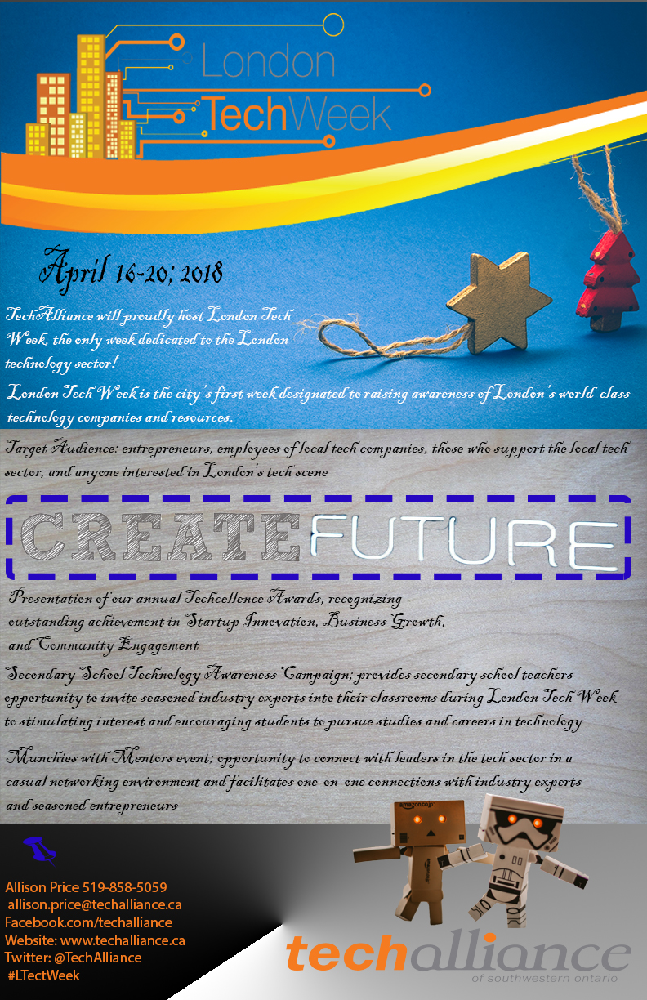 London
TechWeek
April 16-20; 2018
TechAlliance will proudly host London Tech
Week, the only week dedicated to the London
technology sector!
London Tech Week is the city's first week designated to raising awareness of London's world-class
technology companies and resources.
Target Audience: entrepreneurs, employees of local tech companies, those who support the local tech
sector, and anyone interested in London's tech scene
CREATE FUTURE
Presentation of our annual Techcellence Awards, recognizing
outstanding achievement in Startup Innovation, Business Growth,
and Community Engagement
Secondary School Technology Awareness Campaign; provides secondary school teachers
opportunity to invite seasoned industry experts into their classrooms during London Tech Week
to stimulating interest and encouraging students to pursue studies and careers in technology
Munchies with Mentors event; opportunity to connect with leaders in the tech sector in a
casual networking environment and facilitates one-on-one connections with industry experts
and seasoned entrepreneurs
amazon.co.jp
Allison Price 519-858-5059
allison.price@techalliance.ca
Facebook.com/techalliance
Website: www.techalliance.ca
Twitter: @TechAlliance
#LTectWeek
techalliance
of southwestern ontario